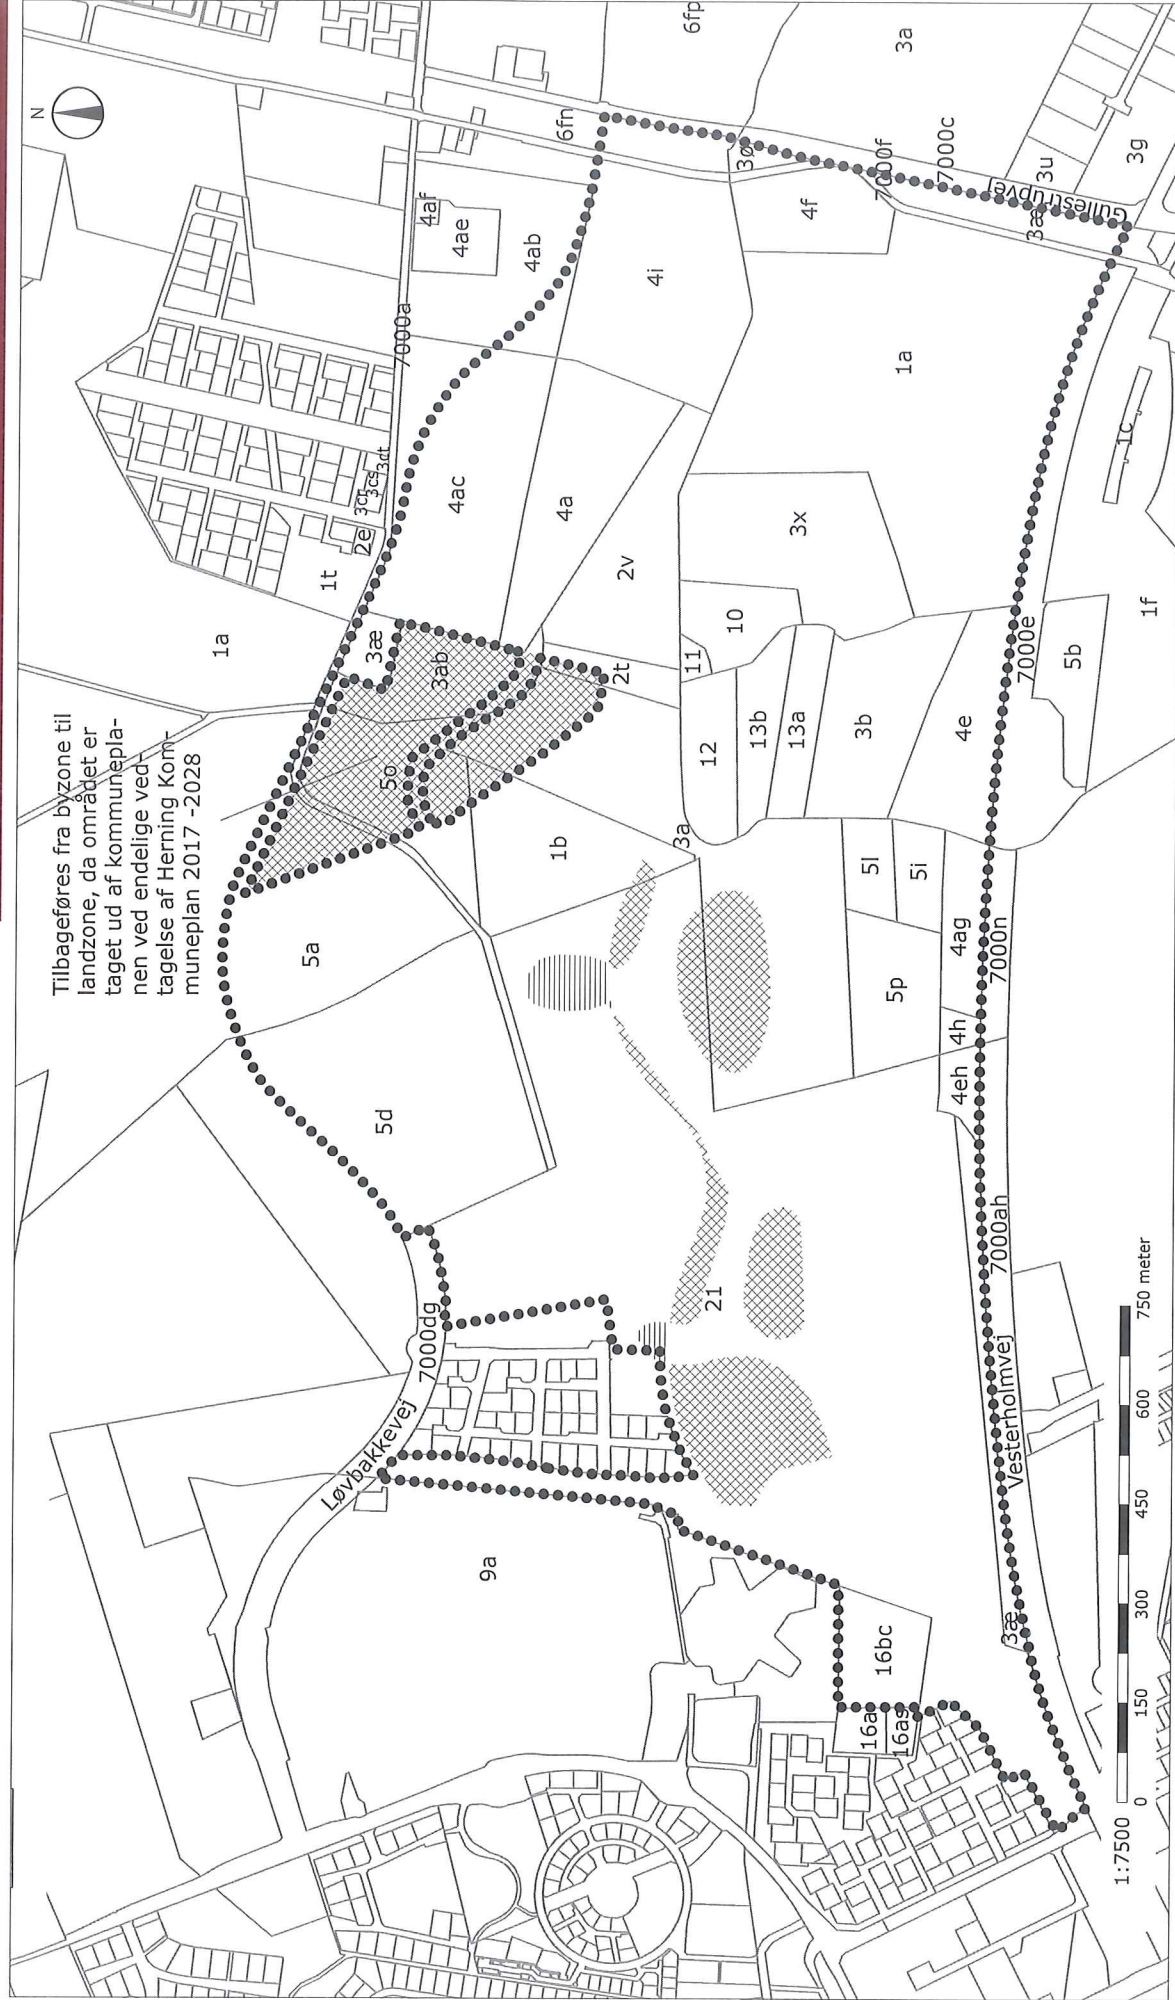 N
Tilbageføres fra byzone til
landzone, da området er
taget ud af kommunepla-
nen ved endelige ved-
tagelse af Herning Kom-
muneplan 2017 -2028
1a
1t
2e
3cr
3cs
3dt
7000a
4af
4ae
4ab
6fn
6fp
3a
3ø
4f
7000f
7000c
3u
3g
Gullestrupvej
3æ
4i
1a
4ac
4a
2v
3x
10
11
3æ
3ab
5o
2t
12
13b
13a
3b
4e
7000e
5b
1f
1c
5a
1b
3a
5l
5i
5p
4ag
4h
4eh
7000n
5d
21
7000ah
7000dg
Løvbakkevej
9a
16bc
16a
16as
3æ
Vesterholmvej
1:7500
0
150
300
450
600
750 meter